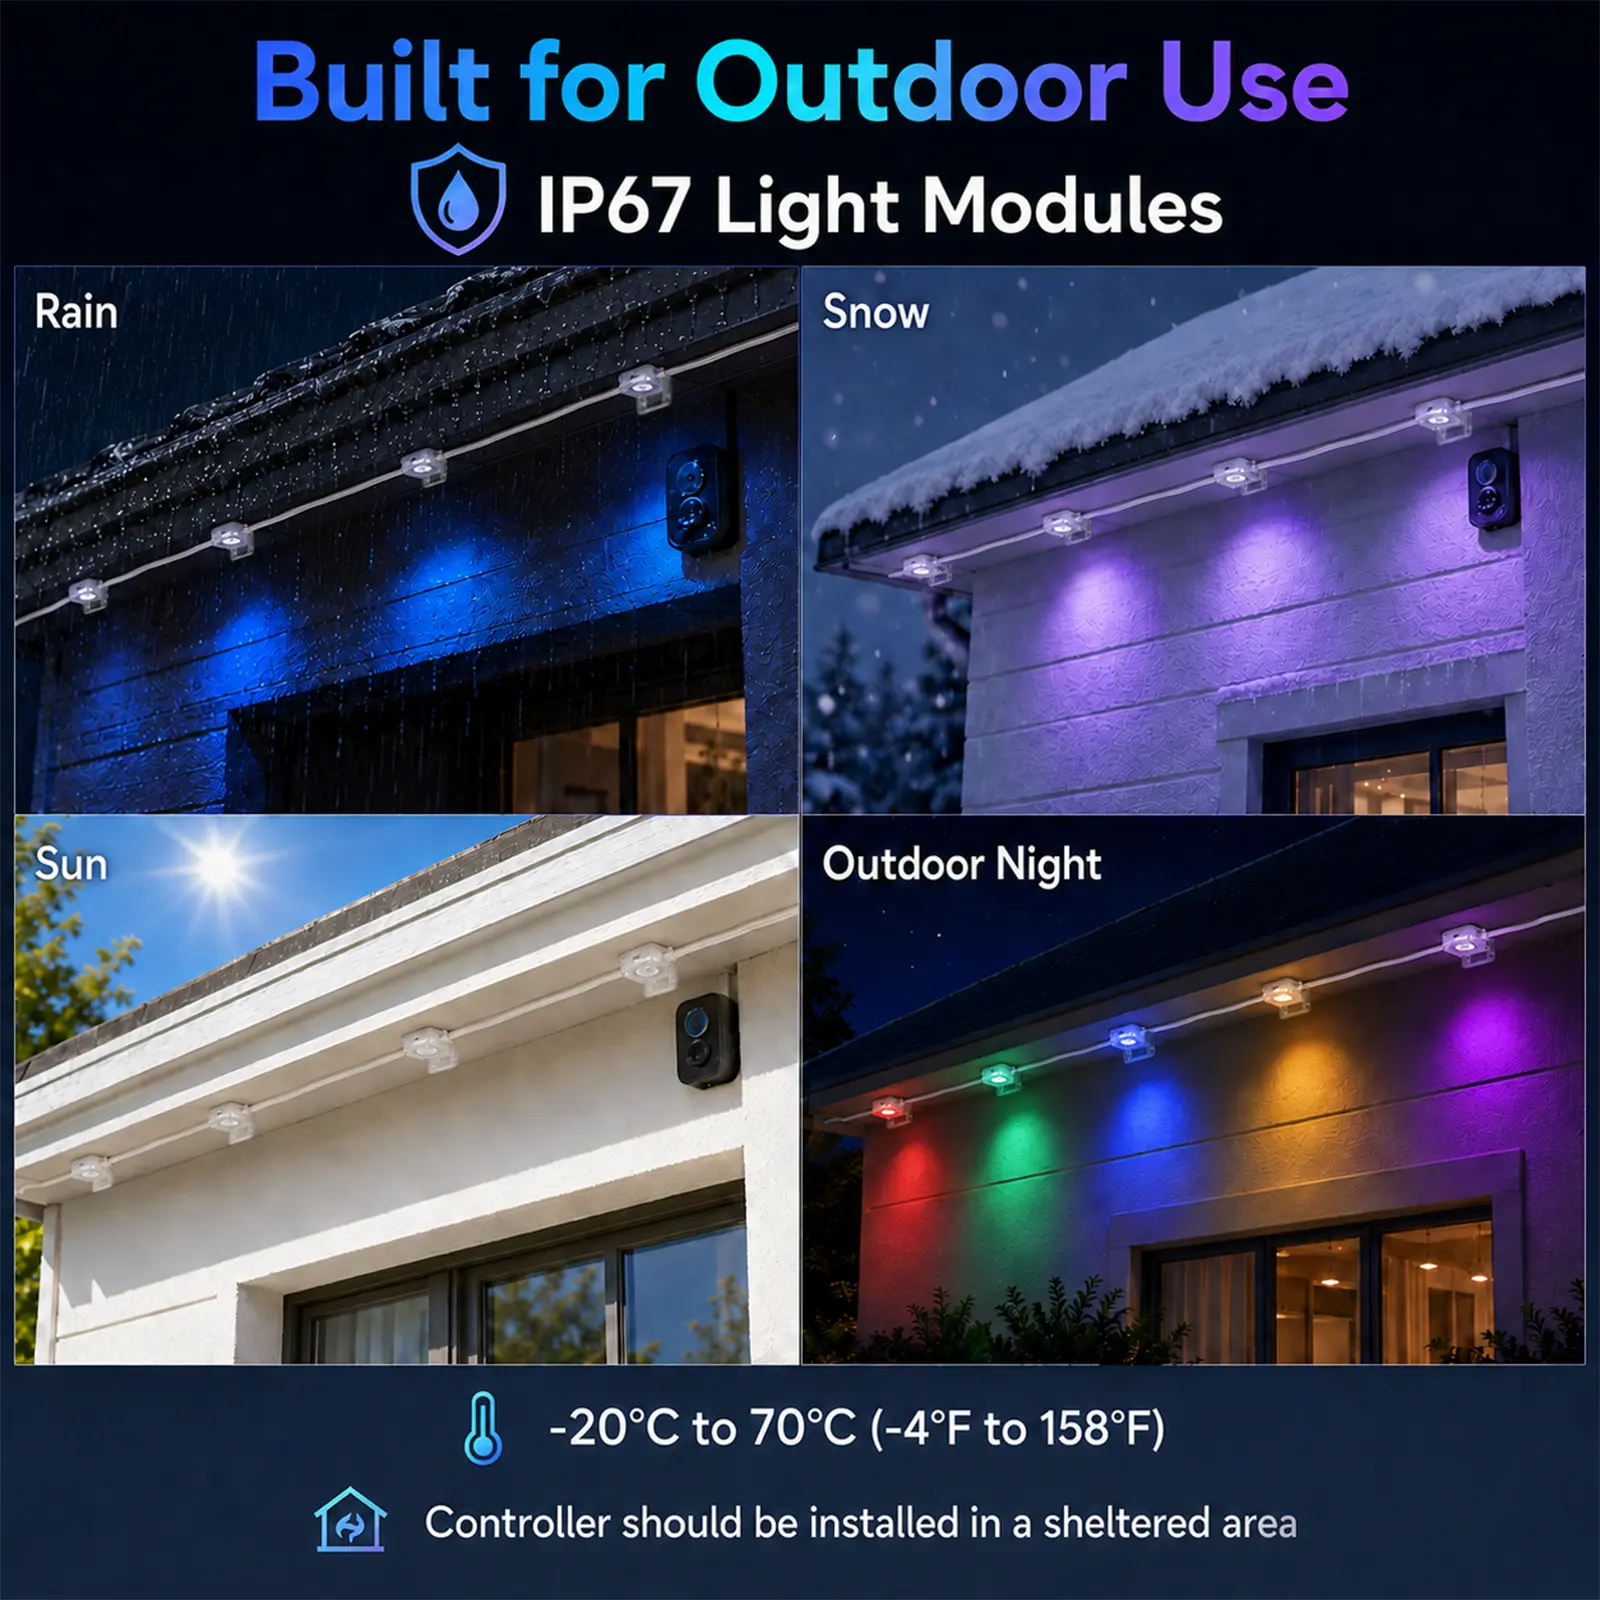 Built for Outdoor Use
IP67 Light Modules
Rain
Snow
Sun
Outdoor Night
-20°C to 70°C (-4°F to 158°F)
Controller should be installed in a sheltered area